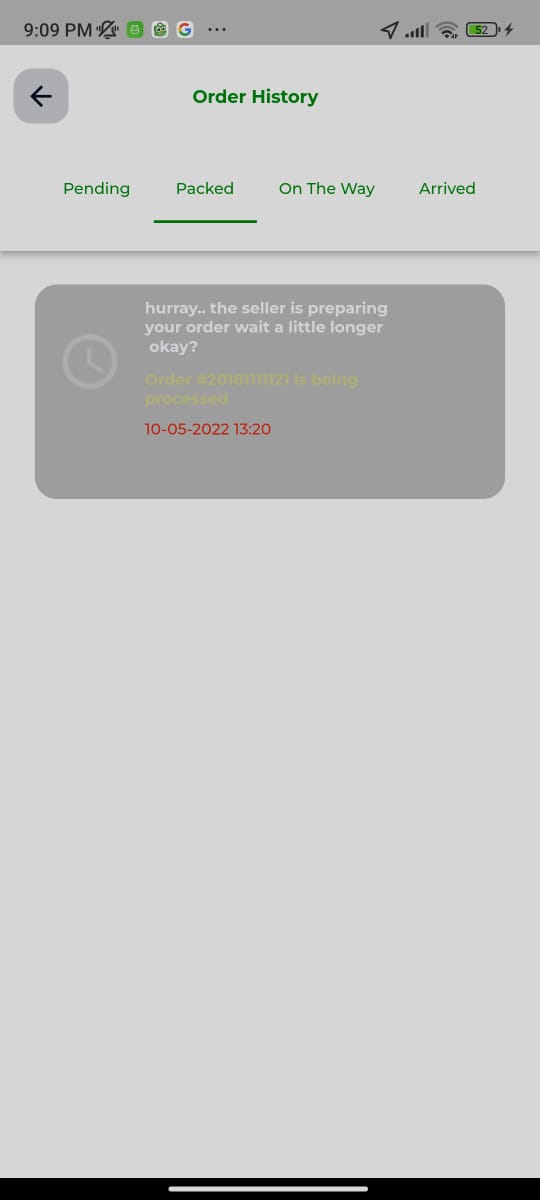 9:09 PM
52
Order History
Pending
Packed
On The Way
Arrived
hurray.. the seller is preparing
your order wait a little longer
okay?
Order #20181111121 is being
processed
10-05-2022 13:20